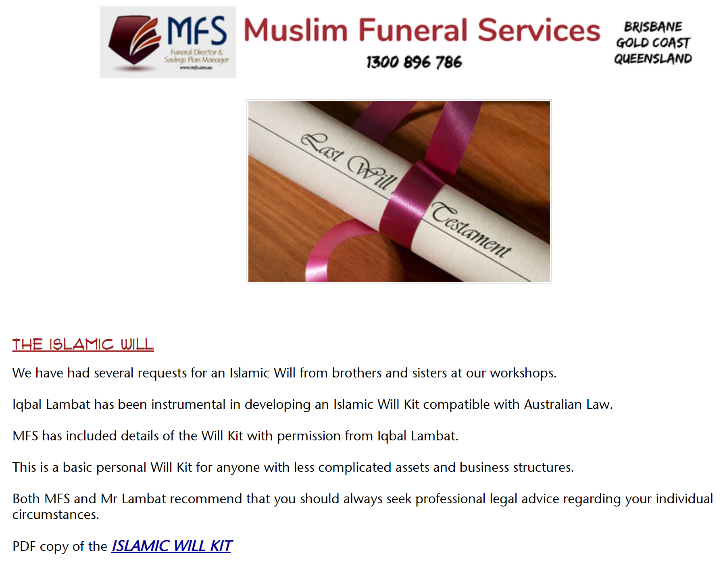 MFS
Funeral Director &
Savings Plan Manager
www.mfs.com.au
Muslim Funeral Services
1300 896 786
BRISBANE
GOLD COAST
QUEENSLAND
Last Will Testament
THE ISLAMIC WILL
We have had several requests for an Islamic Will from brothers and sisters at our workshops.
Iqbal Lambat has been instrumental in developing an Islamic Will Kit compatible with Australian Law.
MFS has included details of the Will Kit with permission from Iqbal Lambat.
This is a basic personal Will Kit for anyone with less complicated assets and business structures.
Both MFS and Mr Lambat recommend that you should always seek professional legal advice regarding your individual
circumstances.
PDF copy of the ISLAMIC WILL KIT